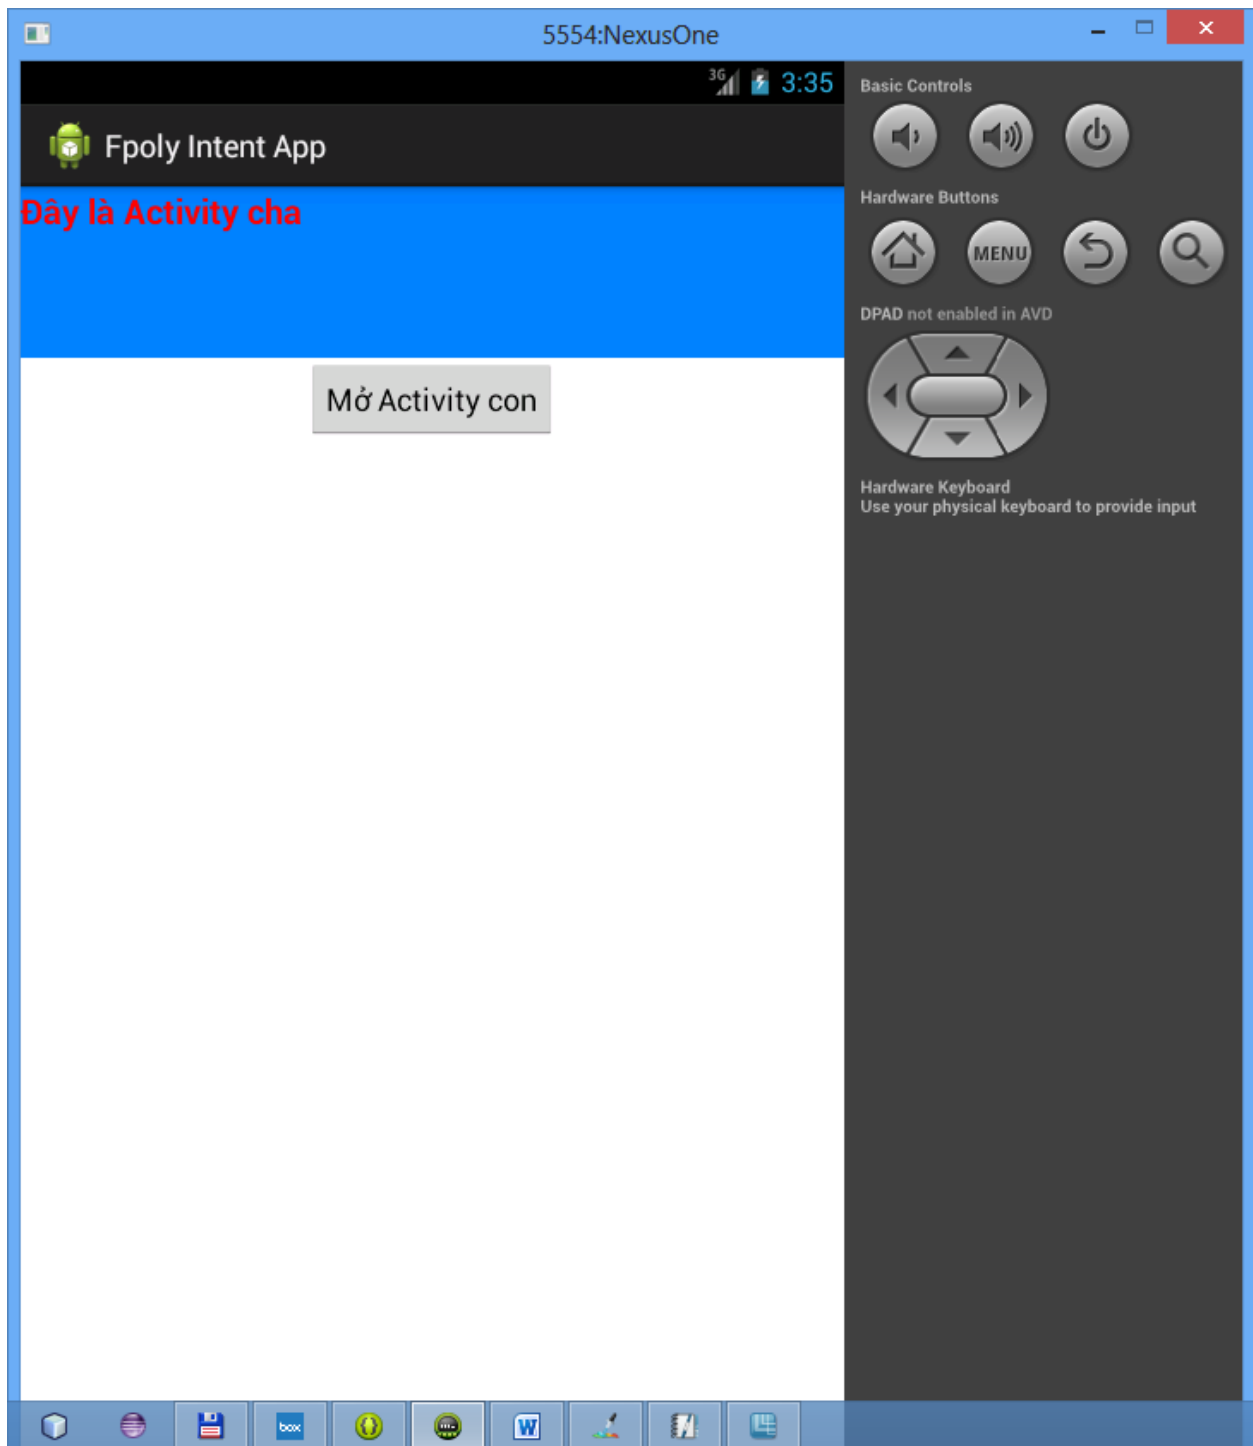 5554:NexusOne
3G 3:35
Fpoly Intent App
Đây là Activity cha
Mở Activity con
Basic Controls
Hardware Buttons
MENU
DPAD not enabled in AVD
Hardware Keyboard
Use your physical keyboard to provide input
box
W